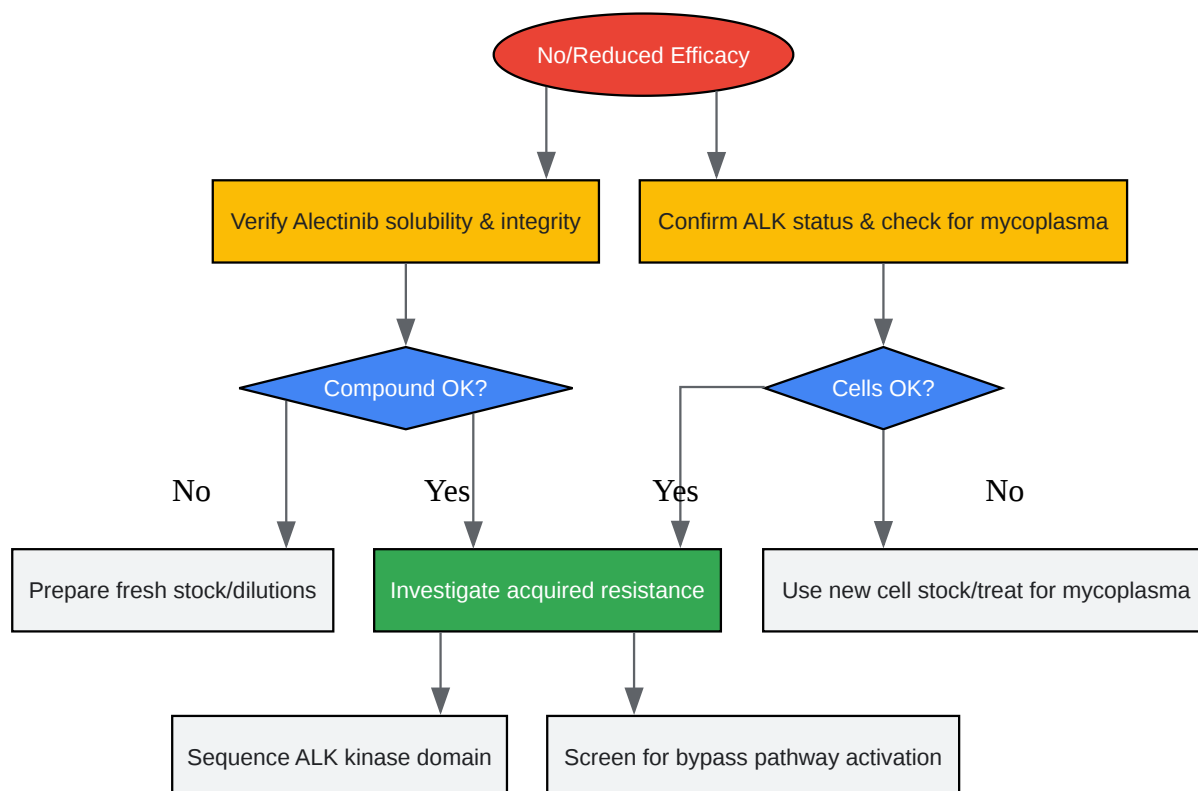 No/Reduced Efficacy
Verify Alectinib solubility & integrity
Confirm ALK status & check for mycoplasma
Compound OK?
Cells OK?
No
Yes
Yes
No
Prepare fresh stock/dilutions
Investigate acquired resistance
Use new cell stock/treat for mycoplasma
Sequence ALK kinase domain
Screen for bypass pathway activation